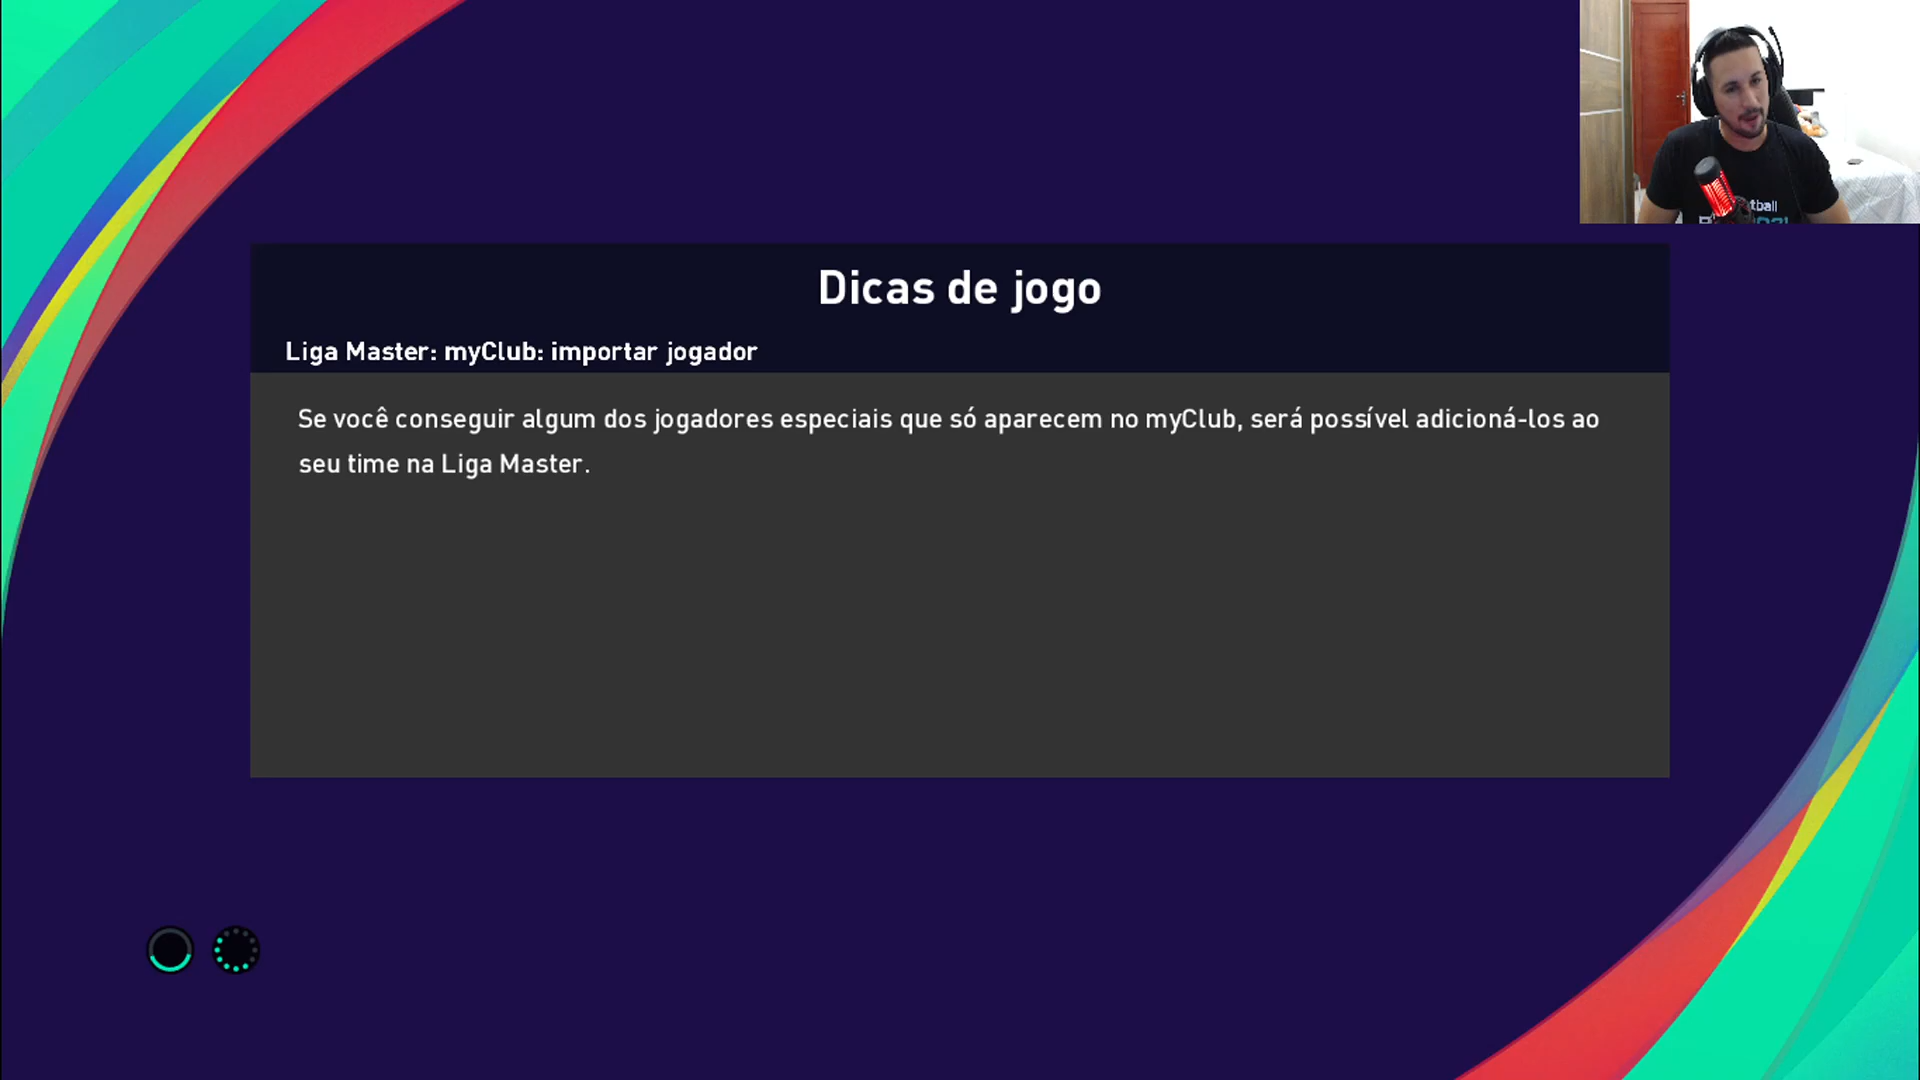 Dicas de jogo
Liga Master: myClub: importar jogador
Se você conseguir algum dos jogadores especiais que só aparecem no myClub, será possível adicioná-los ao
seu time na Liga Master.